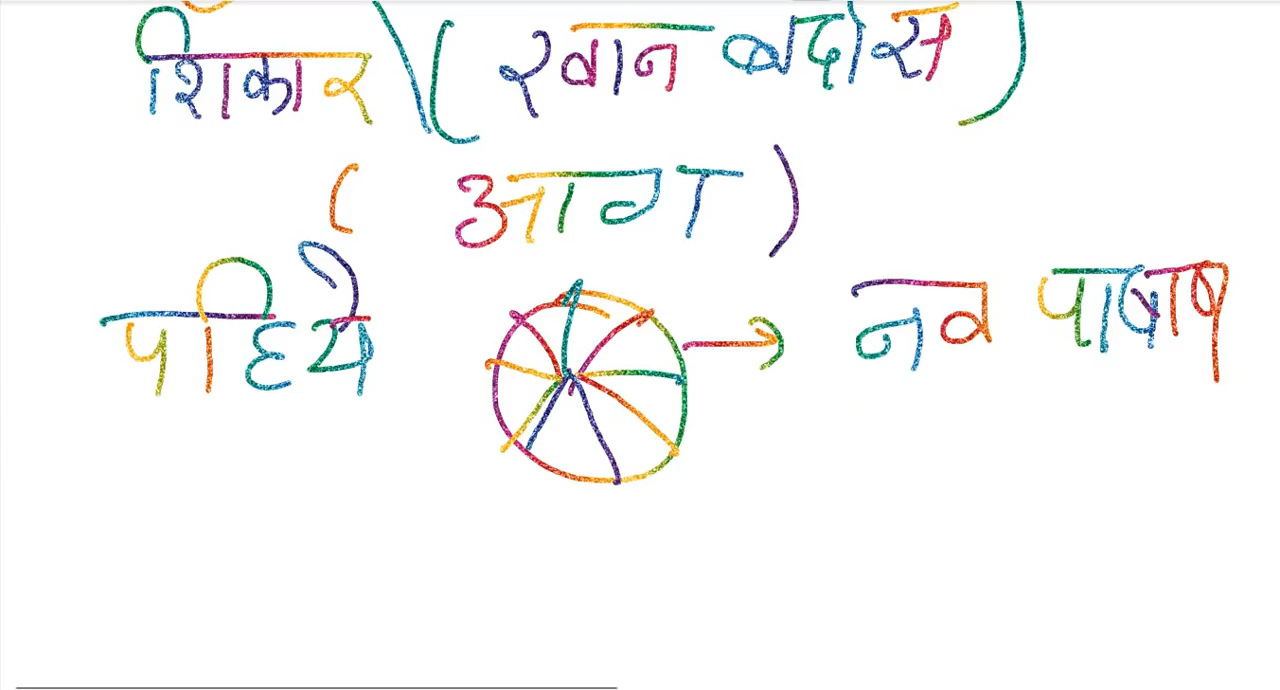 शिकार ( खान बदोस )
( आग )
पहिये → नव पाषाष